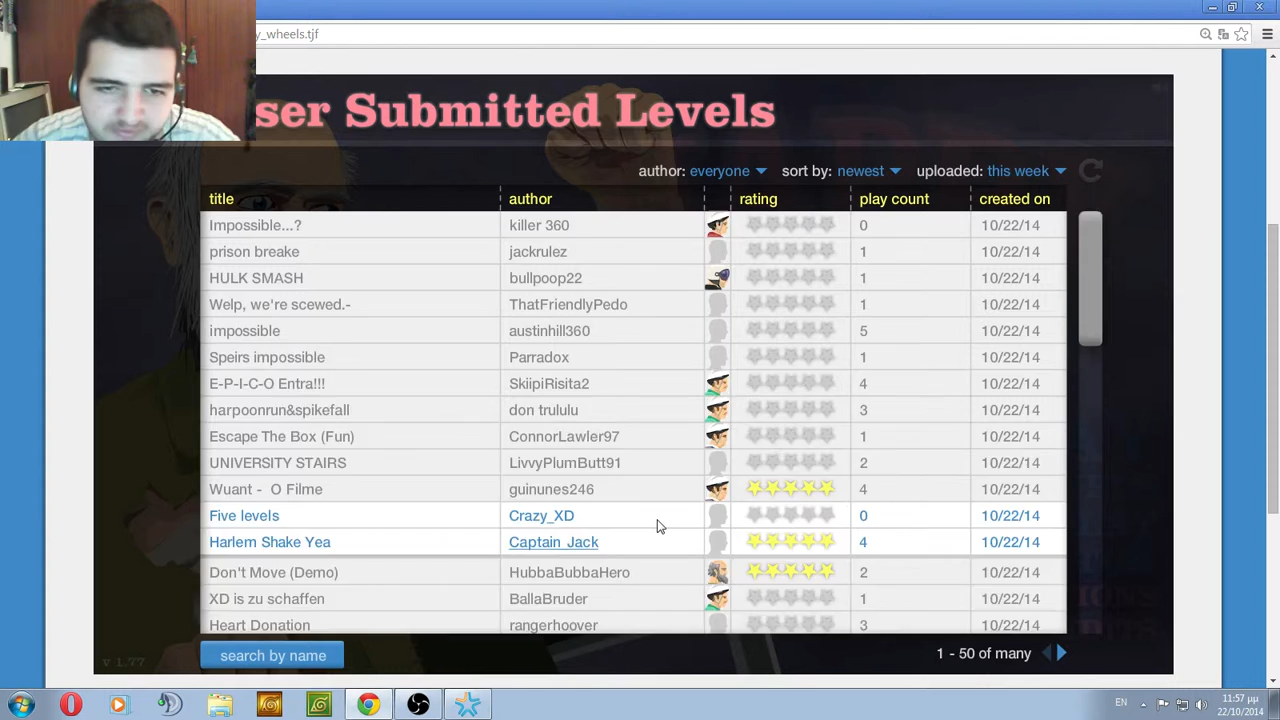 _wheels.tjf
ser Submitted Levels
author: everyone sort by: newest uploaded: this week
title author rating play count created on
Impossible...? killer 360 0 10/22/14
prison breake jackrulez 1 10/22/14
HULK SMASH bullpoop22 1 10/22/14
Welp, we're scewed.- ThatFriendlyPedo 1 10/22/14
impossible austinhill360 5 10/22/14
Speirs impossible Parradox 1 10/22/14
E-P-I-C-O Entra!!! SkiipiRisita2 4 10/22/14
harpoonrun&spikefall don trululu 3 10/22/14
Escape The Box (Fun) ConnorLawler97 1 10/22/14
UNIVERSITY STAIRS LivvyPlumButt91 2 10/22/14
Wuant - O Filme guinunes246 4 10/22/14
Five levels Crazy_XD 0 10/22/14
Harlem Shake Yea Captain Jack 4 10/22/14
Don't Move (Demo) HubbaBubbaHero 2 10/22/14
XD is zu schaffen BallaBruder 1 10/22/14
Heart Donation rangerhoover 3 10/22/14
search by name 1 - 50 of many
v 1.77
EN 11:57 μμ
22/10/2014